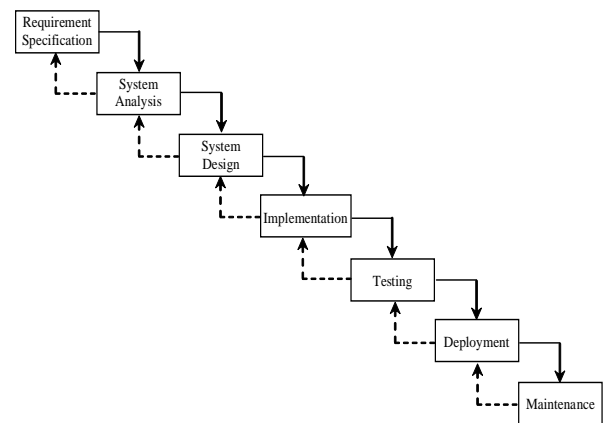 Requirement
Specification
System
Analysis
System
Design
Implementation
Testing
Deployment
Maintenance